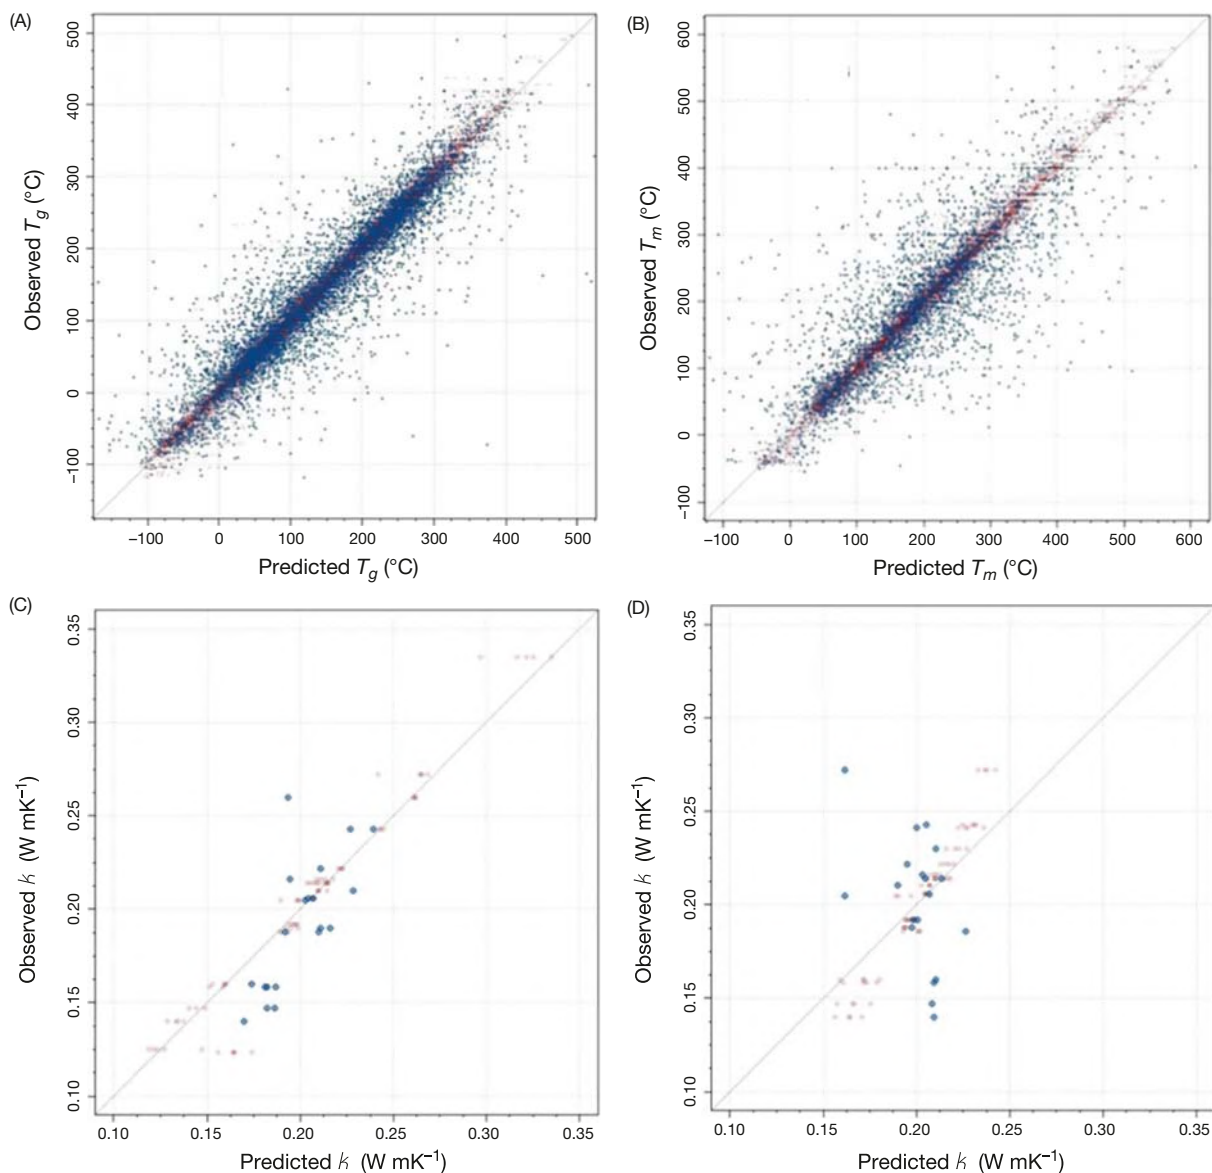 (A)
500
400
300
200
100
0
−100
Observed Tg (°C)
−100 0 100 200 300 400 500
Predicted Tg (°C)
(B)
600
500
400
300
200
100
0
−100
Observed Tm (°C)
−100 0 100 200 300 400 500 600
Predicted Tm (°C)
(C)
0.35
0.30
0.25
0.20
0.15
0.10
Observed k (W mK−1)
0.10 0.15 0.20 0.25 0.30 0.35
Predicted k (W mK−1)
(D)
0.35
0.30
0.25
0.20
0.15
0.10
Observed k (W mK−1)
0.10 0.15 0.20 0.25 0.30 0.35
Predicted k (W mK−1)